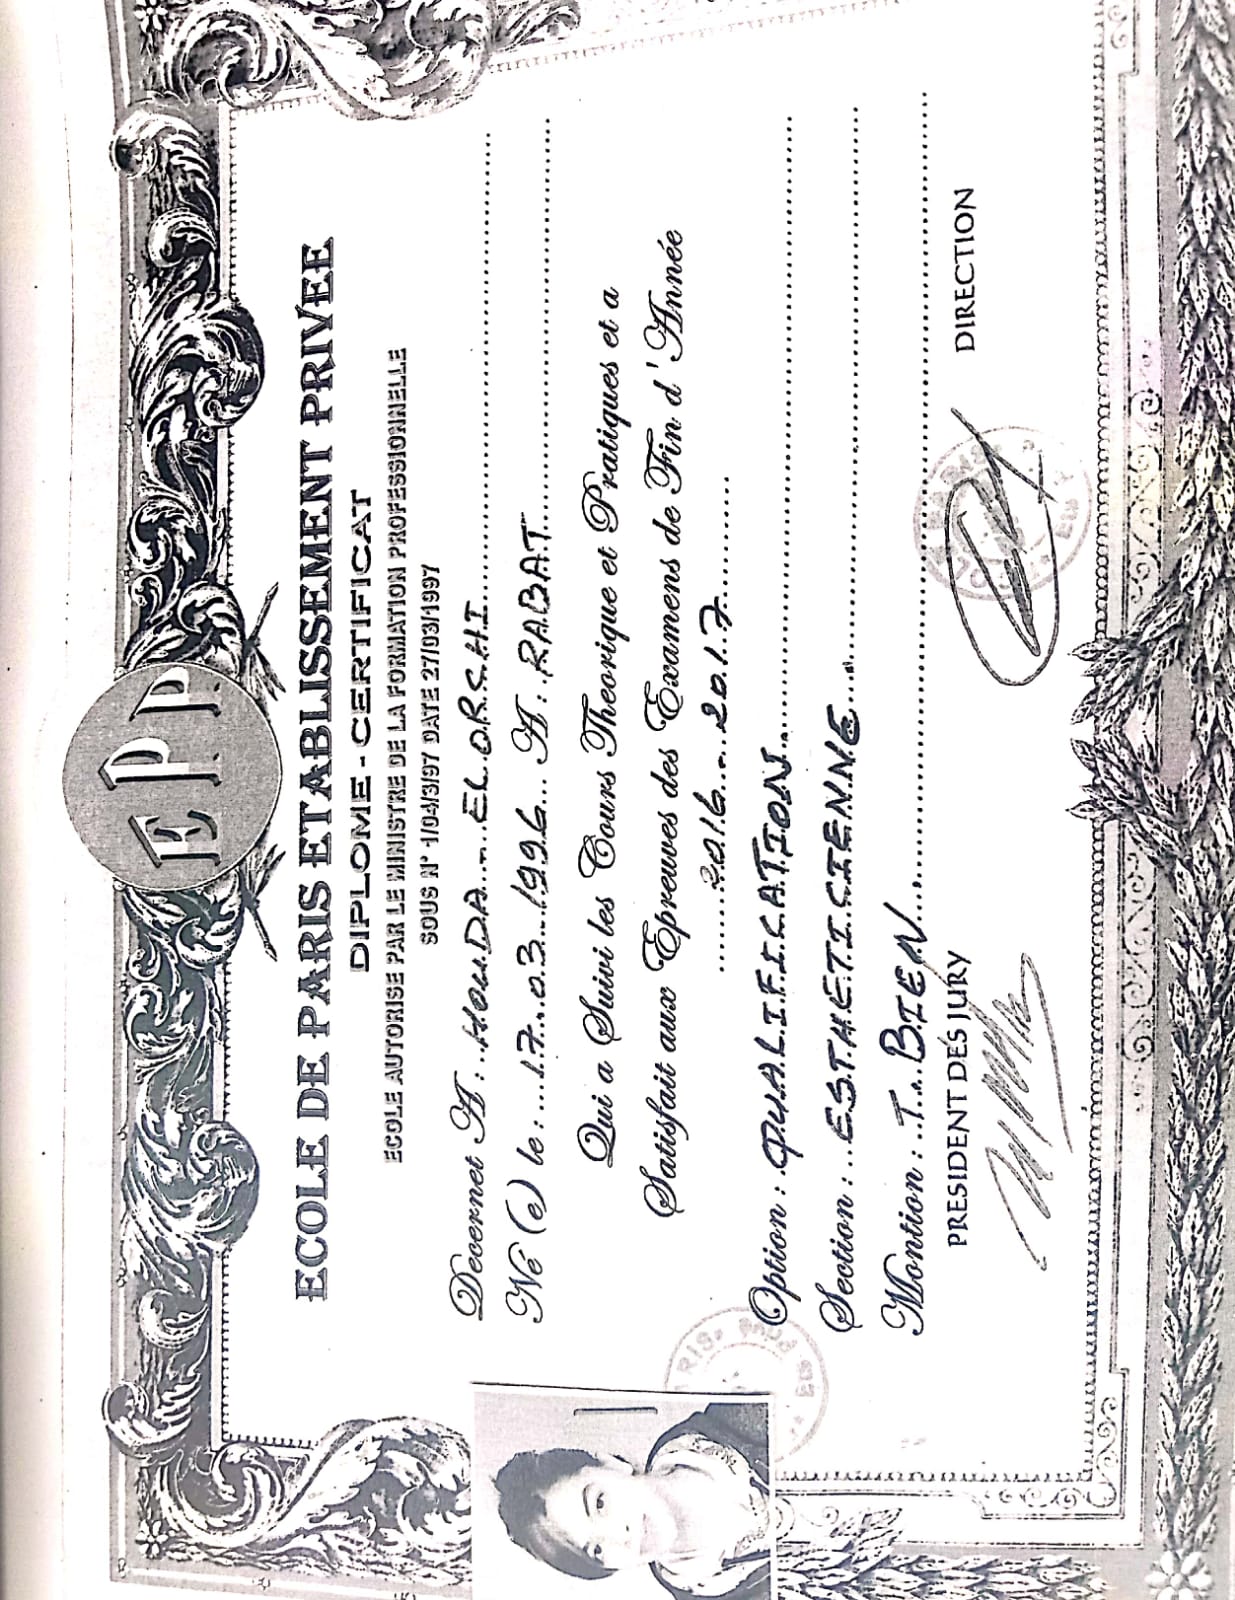 EPP
ECOLE DE PARIS ETABLISSEMENT PRIVEE
DIPLOME - CERTIFICAT
ECOLE AUTORISE PAR LE MINISTRE DE LA FORMATION PROFESSIONNELLE
SOUS N° 1/04/3/97 DATE 27/03/1997
Decernet A : HOUDA EL ORCHI
Né (e) le : 17.03.1996 A : RABAT
Qui a Suivi les Cours Theorique et Pratiques et a
Satisfait aux Epreuves des Examens de Fin d'Année
2016 - 2017
Option : QUALIFICATION
Section : ESTHETICIENNE
Montion : T. BIEN
PRESIDENT DES JURY
DIRECTION